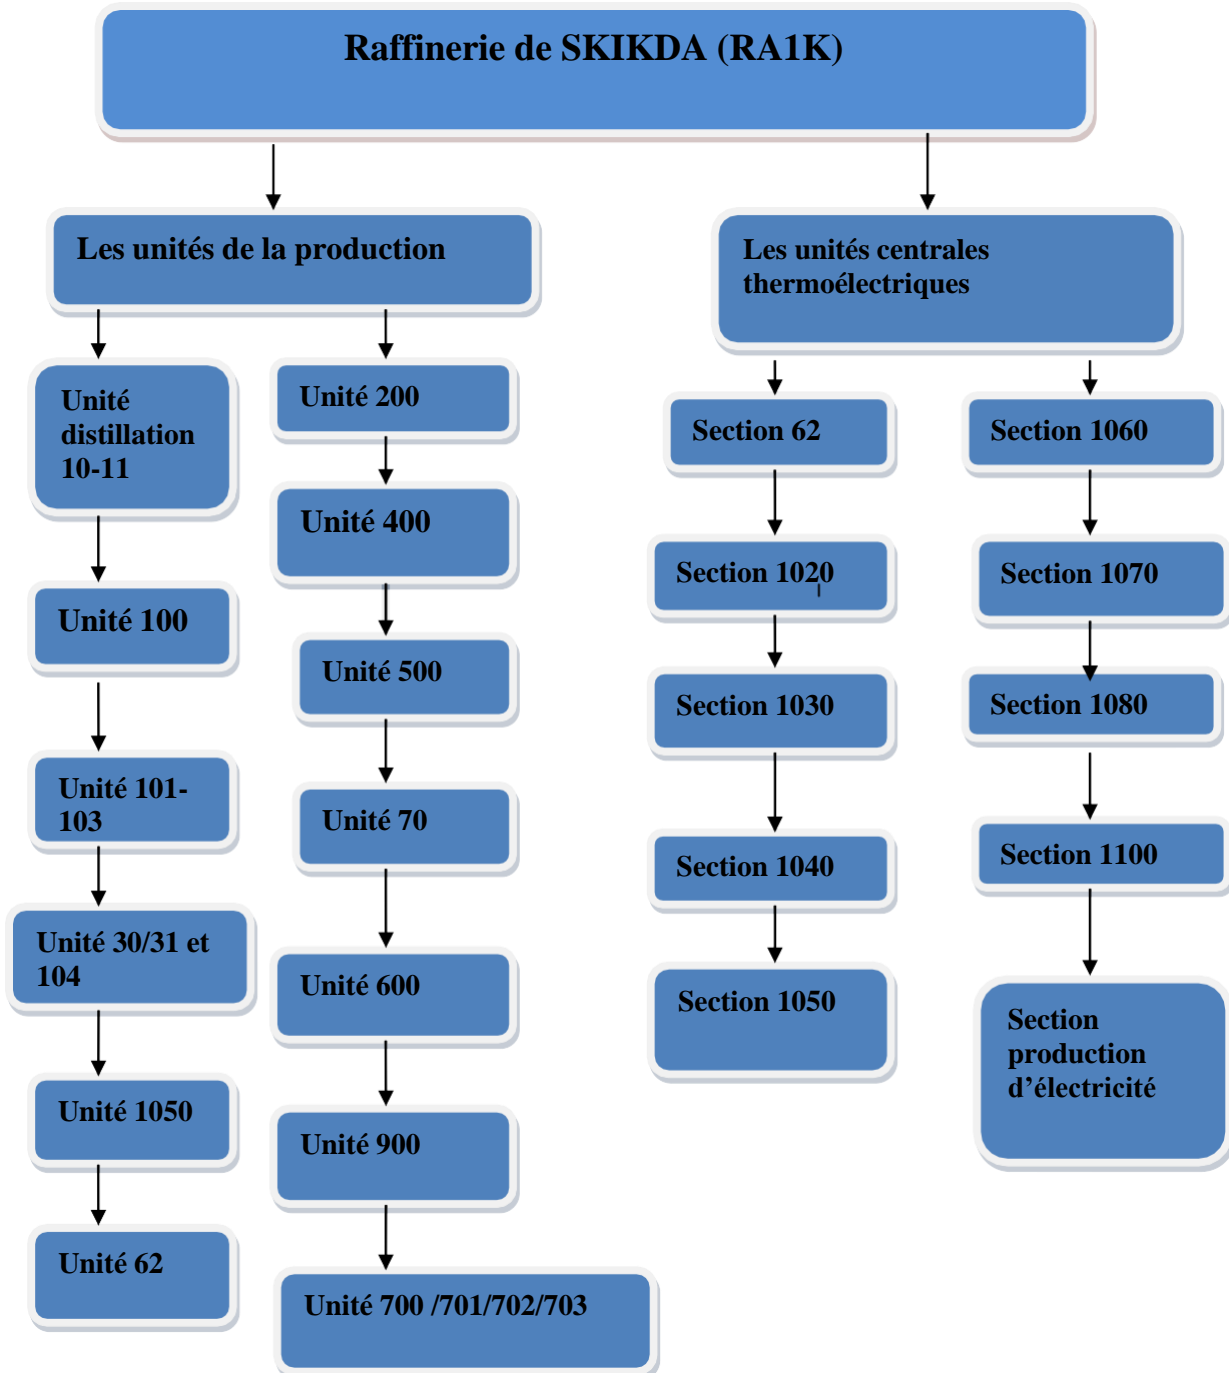 Raffinerie de SKIKDA (RA1K)
Les unités de la production
Unité
distillation
10-11
Unité 100
Unité 101-
103
Unité 30/31 et
104
Unité 1050
Unité 62
Unité 200
Unité 400
Unité 500
Unité 70
Unité 600
Unité 900
Unité 700 /701/702/703
Les unités centrales
thermoélectriques
Section 62
Section 1020
Section 1030
Section 1040
Section 1050
Section 1060
Section 1070
Section 1080
Section 1100
Section
production
d’électricité